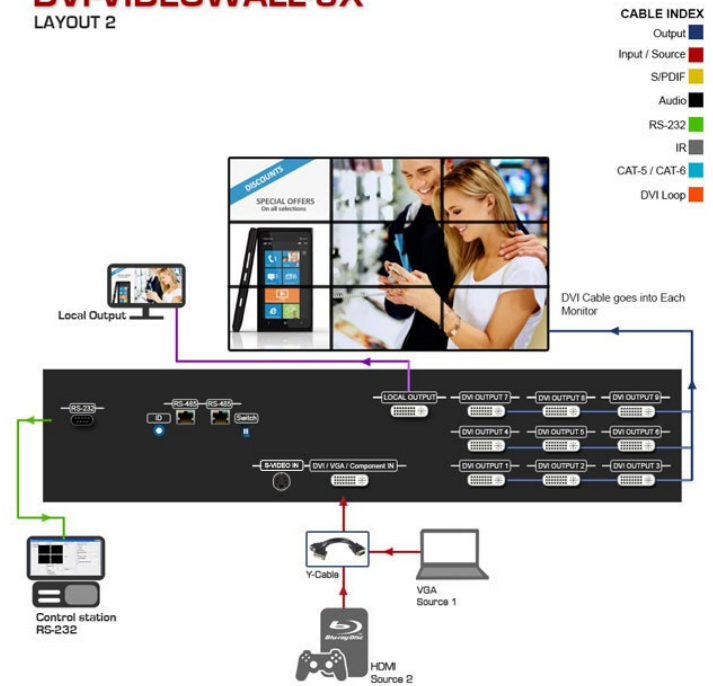 DVI-VIDEOWALL-3X
LAYOUT 2
CABLE INDEX
Output
Input / Source
S/PDIF
Audio
RS-232
IR
CAT-5 / CAT-6
DVI Loop
DISCOUNTS
SPECIAL OFFERS
On all selections
Local Output
DVI Cable goes into Each
Monitor
RS-232
ID
RS-485
RS-485
Switch
LOCAL OUTPUT
DVI OUTPUT 7
DVI OUTPUT 8
DVI OUTPUT 9
DVI OUTPUT 4
DVI OUTPUT 5
DVI OUTPUT 6
S-VIDEO IN
DVI / VGA / Component IN
DVI OUTPUT 1
DVI OUTPUT 2
DVI OUTPUT 3
Y-Cable
VGA
Source 1
Control station
RS-232
Blu-ray Disc
HDMI
Source 2